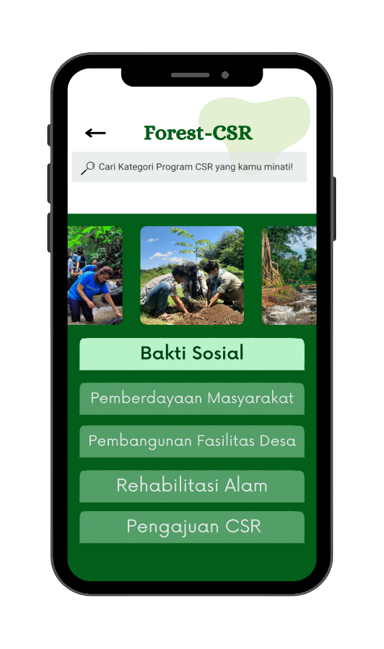 Forest-CSR
Cari Kategori Program CSR yang kamu minati!
Bakti Sosial
Pemberdayaan Masyarakat
Pembangunan Fasilitas Desa
Rehabilitasi Alam
Pengajuan CSR